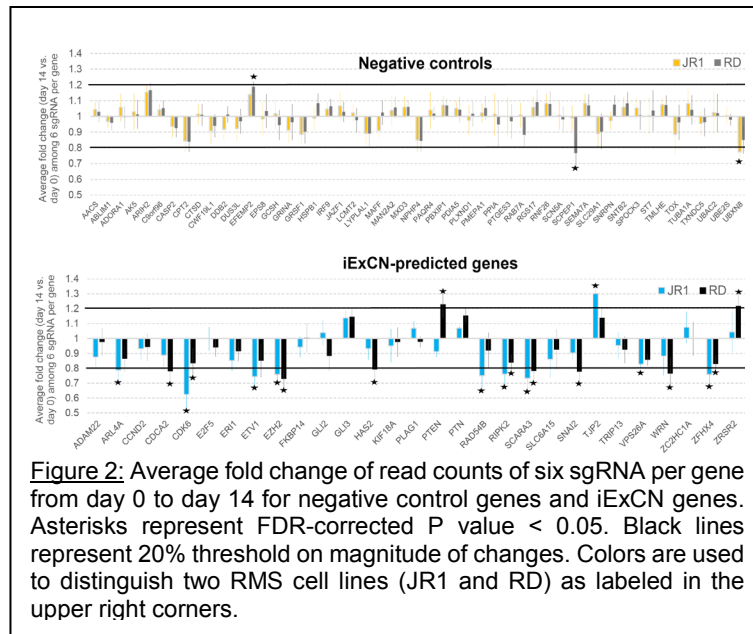 Negative controls
JR1 RD
Average fold change (day 14 vs. day 0) among 6 sgRNA per gene
1.4
1.3
1.2
1.1
1
0.9
0.8
0.7
0.6
0.5
AACS
ABLIM1
ADORA1
AK5
ARIH2
C9orf96
CASP2
CPT2
CTSD
CWF19L1
DDB2
DUS3L
EFEMP2
EPS8
GCSH
GRINA
GRSF1
HSPB1
IRF9
JAZF1
LCMT2
LYPLAL1
MAFF
MAN2A2
MXD3
NPHP4
PAQR4
PBXIP1
PDIA5
PLXND1
PMEPA1
PPIA
PTGES3
RAB7A
RGS17
RNF26
SCN5A
SCPEP1
SEMA7A
SLC29A1
SNRPN
SNTB2
SPOCK3
ST7
TMLHE
TOX
TUBA1A
TXNDC5
UBAC2
UBE2S
UBXN8
iExCN-predicted genes
JR1 RD
Average fold change (day 14 vs. day 0) among 6 sgRNA per gene
1.4
1.3
1.2
1.1
1
0.9
0.8
0.7
0.6
0.5
ADAM22
ARL4A
CCND2
CDCA2
CDK6
E2F5
ERI1
ETV1
EZH2
FKBP14
GLI2
GLI3
HAS2
KIF18A
PLAG1
PTEN
PTN
RAD54B
RIPK2
SCARA3
SLC6A15
SNAI2
TJP2
TRIP13
VPS26A
WRN
ZC2HC1A
ZFHX4
ZRSR2
Figure 2: Average fold change of read counts of six sgRNA per gene
from day 0 to day 14 for negative control genes and iExCN genes.
Asterisks represent FDR-corrected P value < 0.05. Black lines
represent 20% threshold on magnitude of changes. Colors are used
to distinguish two RMS cell lines (JR1 and RD) as labeled in the
upper right corners.